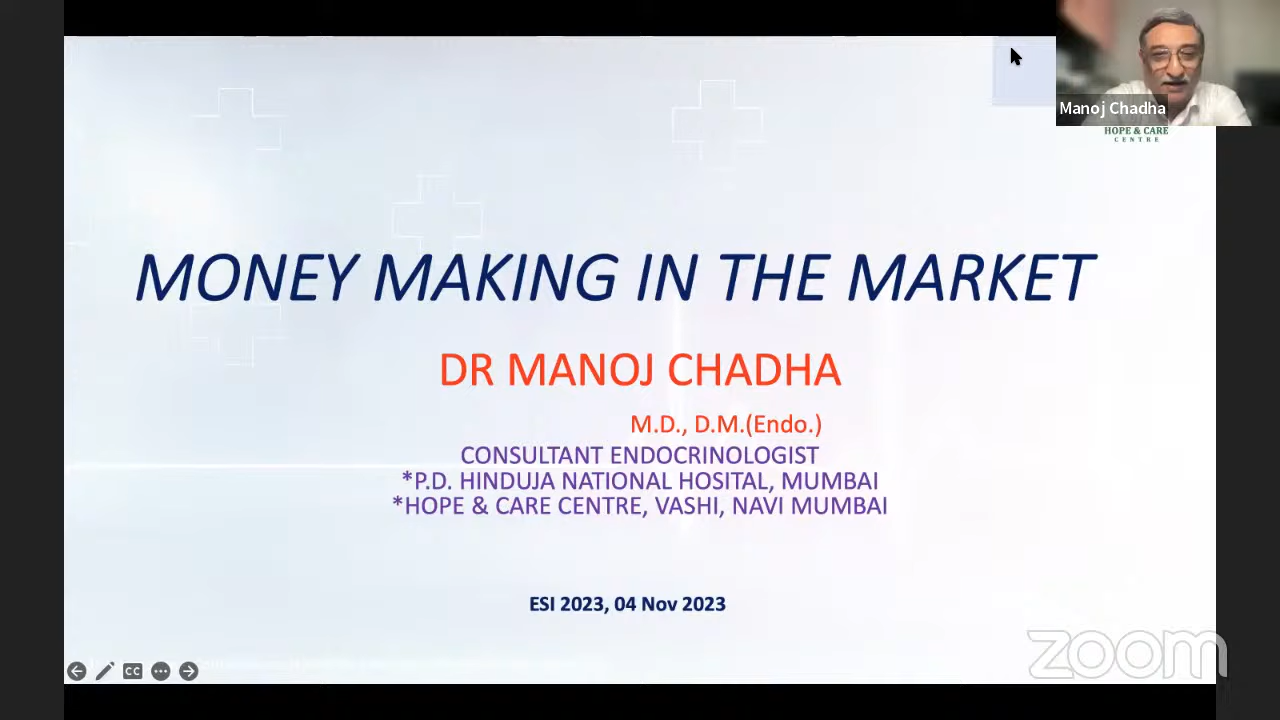 Manoj Chadha
HOPE & CARE
CENTRE
MONEY MAKING IN THE MARKET
DR MANOJ CHADHA
M.D., D.M.(Endo.)
CONSULTANT ENDOCRINOLOGIST
*P.D. HINDUJA NATIONAL HOSITAL, MUMBAI
*HOPE & CARE CENTRE, VASHI, NAVI MUMBAI
ESI 2023, 04 Nov 2023
CC
zoom